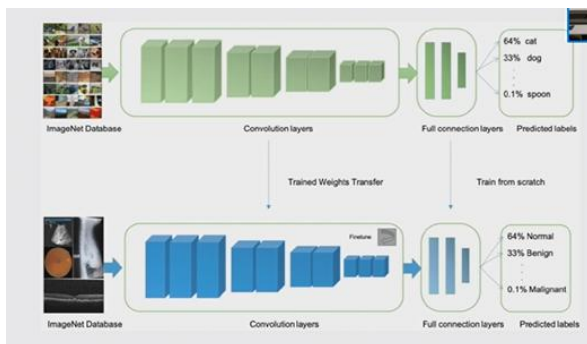 64% cat
33% dog
:
0.1% spoon
ImageNet Database
Convolution layers
Full connection layers
Predicted labels
Trained Weights Transfer
Train from scratch
Finetune
64% Normal
33% Benign
:
0.1% Malignant
ImageNet Database
Convolution layers
Full connection layers
Predicted labels